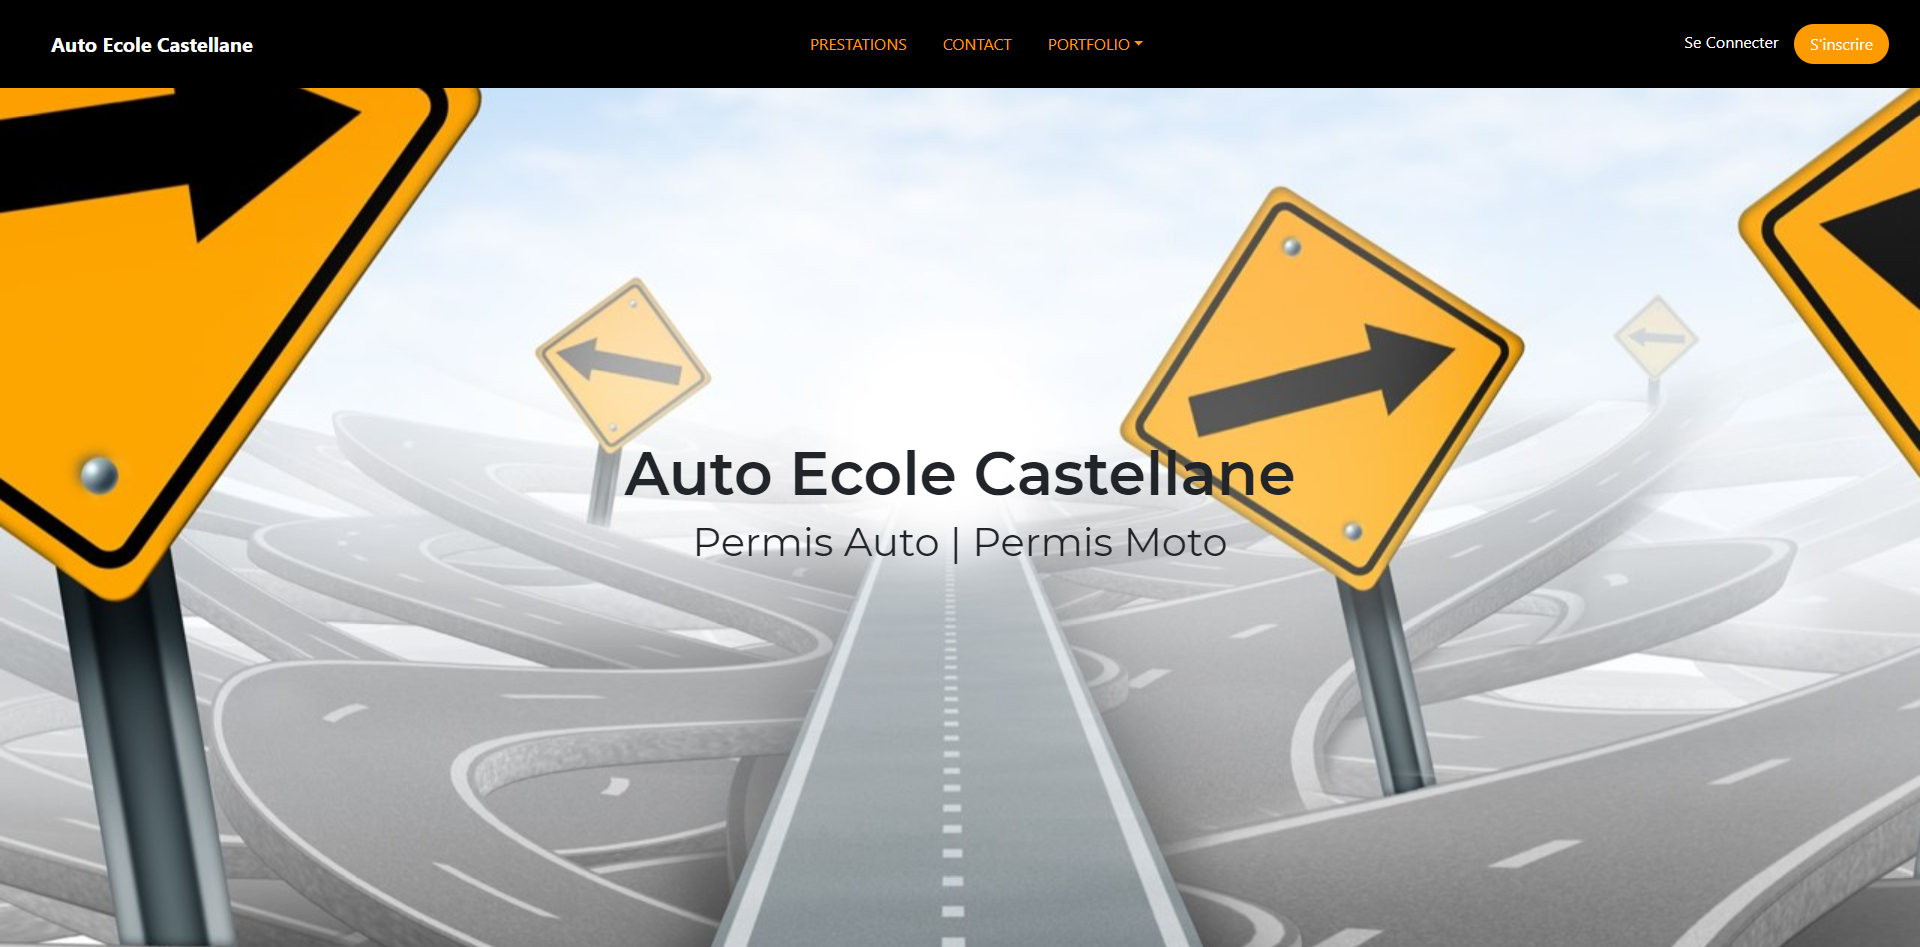 Auto Ecole Castellane
PRESTATIONS
CONTACT
PORTFOLIO
Se Connecter
S'inscrire
Auto Ecole Castellane
Permis Auto | Permis Moto